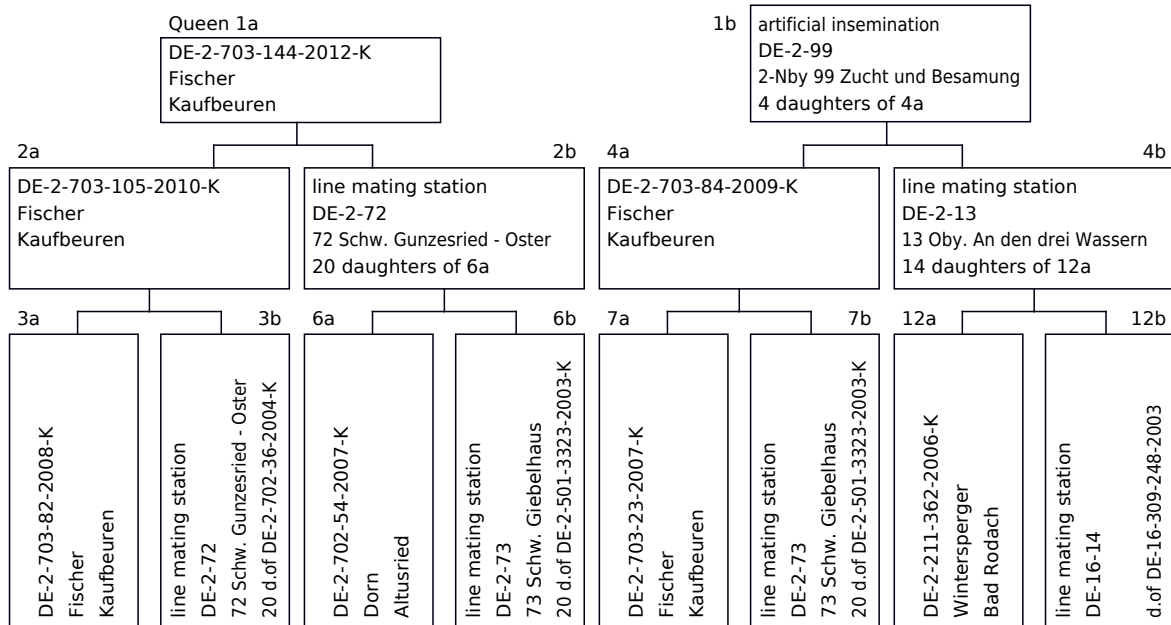 Queen 1a
DE-2-703-144-2012-K
Fischer
Kaufbeuren
1b
artificial insemination
DE-2-99
2-Nby 99 Zucht und Besamung
4 daughters of 4a
2a
DE-2-703-105-2010-K
Fischer
Kaufbeuren
2b
line mating station
DE-2-72
72 Schw. Gunzesried - Oster
20 daughters of 6a
4a
DE-2-703-84-2009-K
Fischer
Kaufbeuren
4b
line mating station
DE-2-13
13 Oby. An den drei Wassern
14 daughters of 12a
3a
DE-2-703-82-2008-K
Fischer
Kaufbeuren
3b
line mating station
DE-2-72
72 Schw. Gunzesried - Oster
20 d.of DE-2-702-36-2004-K
6a
DE-2-702-54-2007-K
Dorn
Altusried
6b
line mating station
DE-2-73
73 Schw. Giebelhaus
20 d.of DE-2-501-3323-2003-K
7a
DE-2-703-23-2007-K
Fischer
Kaufbeuren
7b
line mating station
DE-2-73
73 Schw. Giebelhaus
20 d.of DE-2-501-3323-2003-K
12a
DE-2-211-362-2006-K
Wintersperger
Bad Rodach
12b
line mating station
DE-16-14
d.of DE-16-309-248-2003